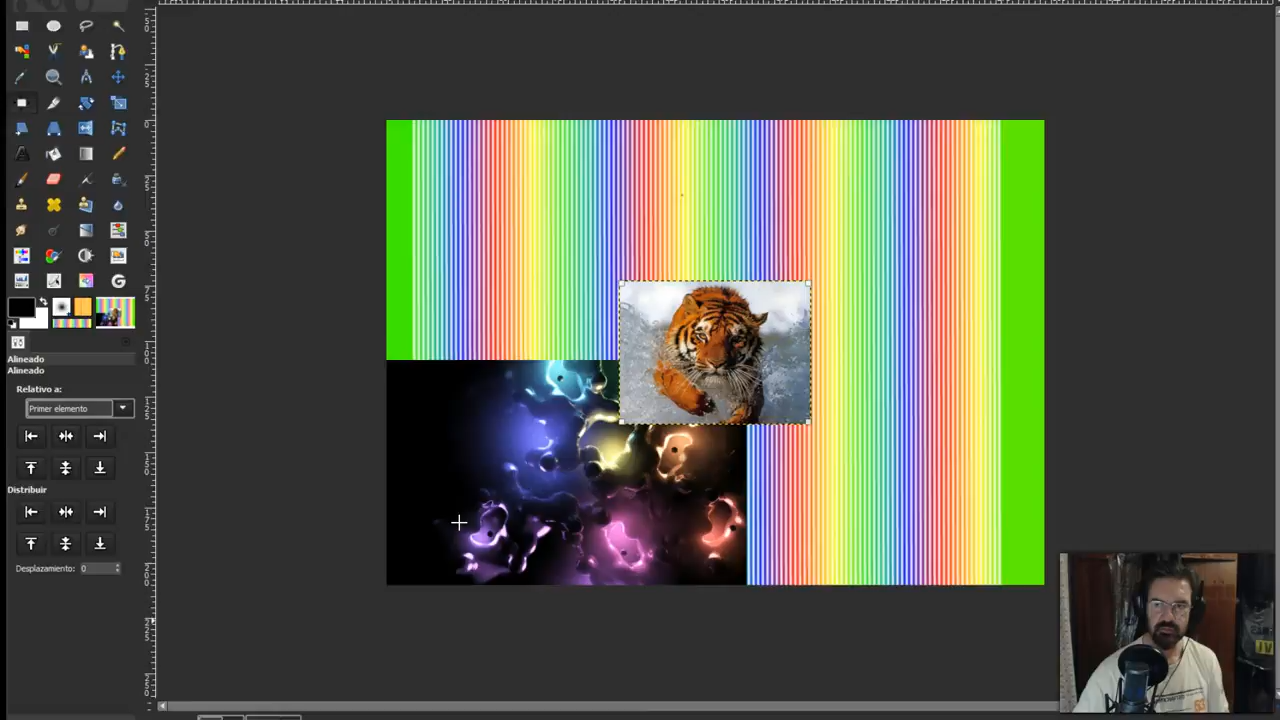 Alineado
Alineado
Relativo a:
Primer elemento
Distribuir
Desplazamiento: 0